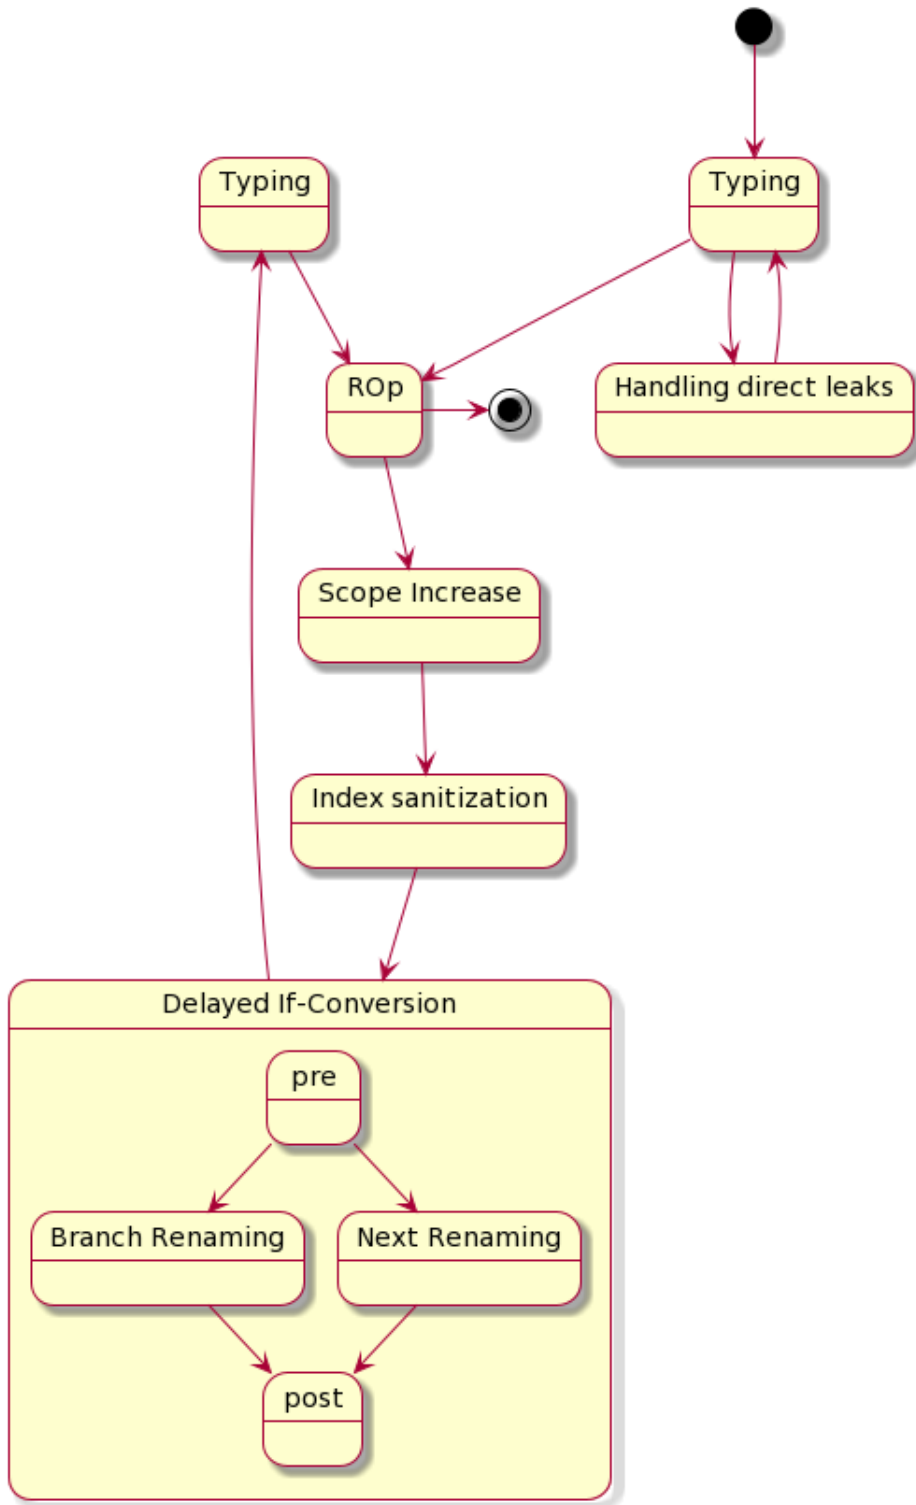 Typing
Typing
ROp
Handling direct leaks
Scope Increase
Index sanitization
Delayed If-Conversion
pre
Branch Renaming
Next Renaming
post